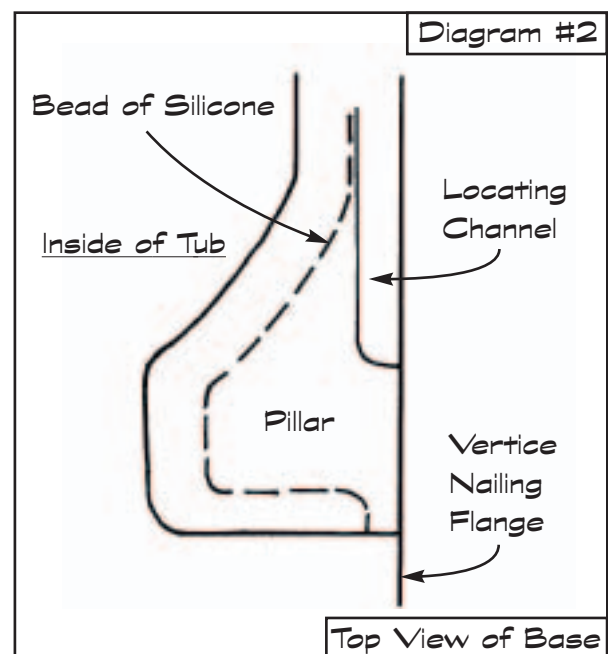 Diagram #2
Bead of Silicone
Locating
Channel
Inside of Tub
Pillar
Vertice
Nailing
Flange
Top View of Base